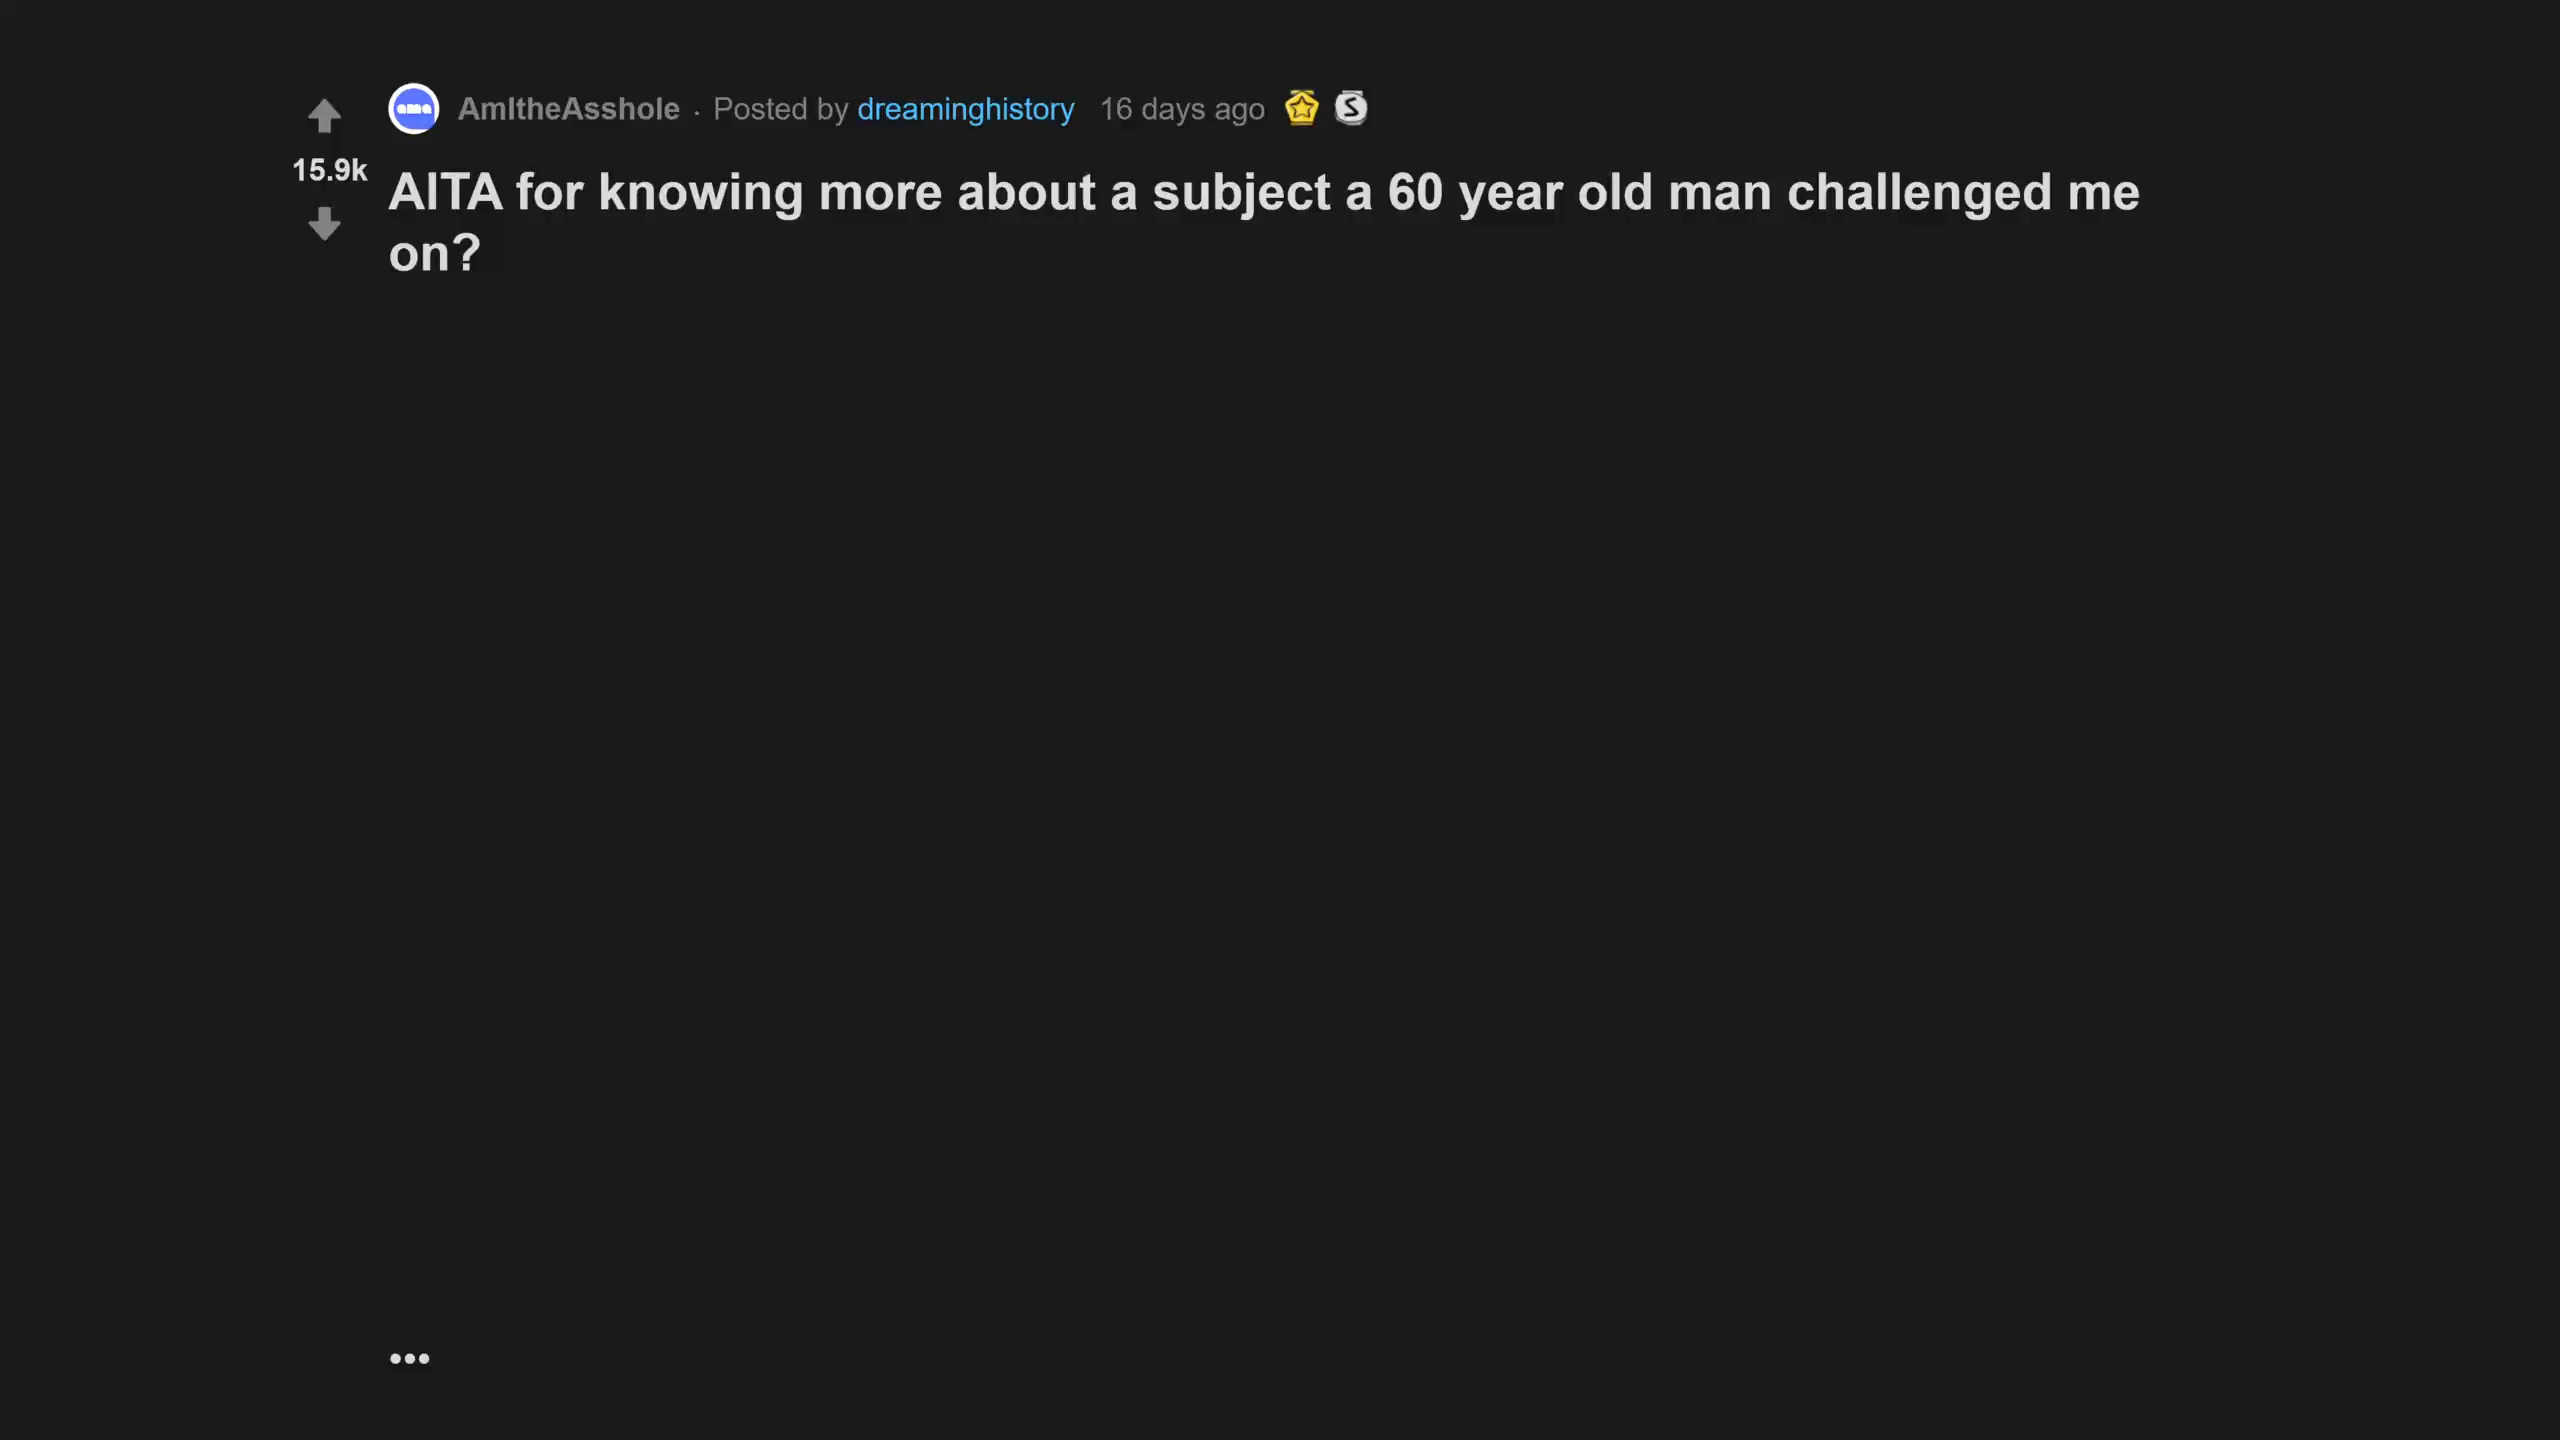 AmItheAsshole · Posted by dreaminghistory 16 days ago
15.9k
AITA for knowing more about a subject a 60 year old man challenged me
on?
•••